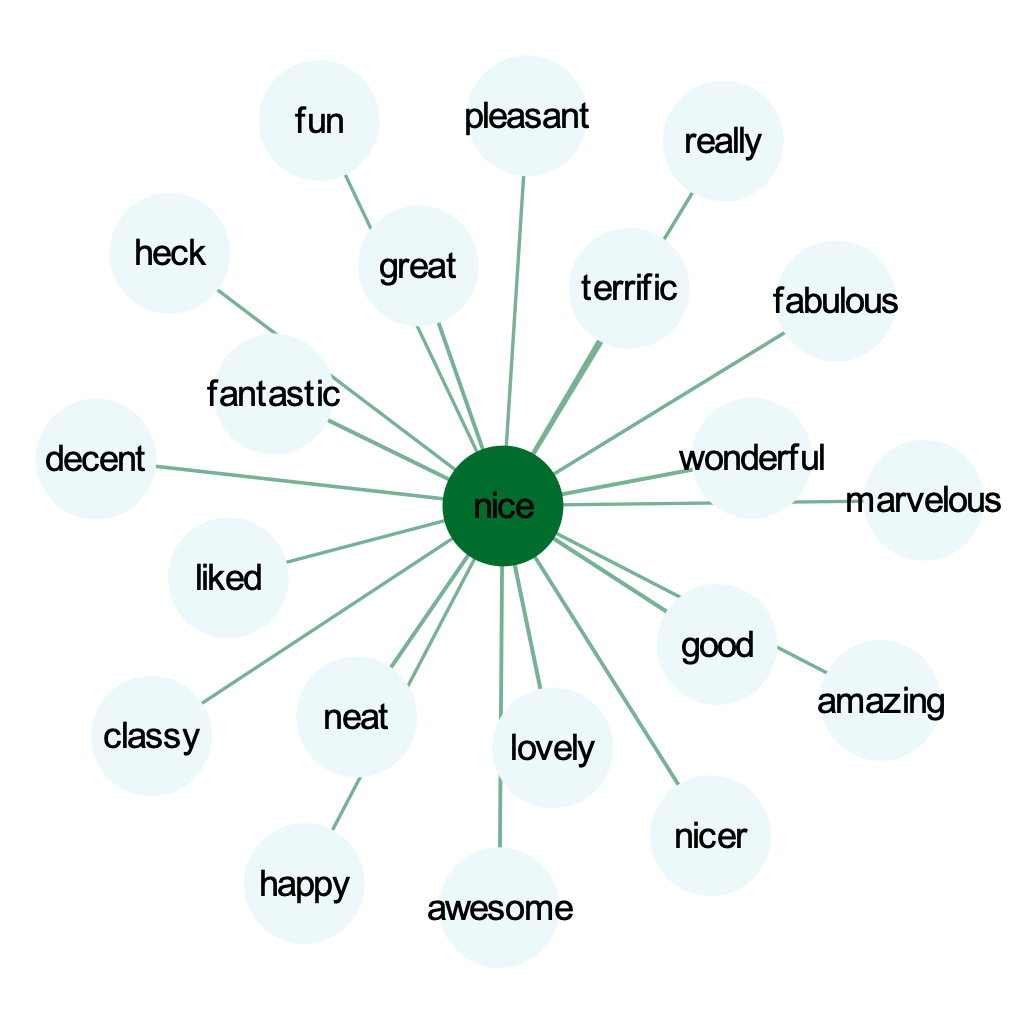 pleasant
fun
really
heck
great
terrific
fabulous
fantastic
decent
wonderful
marvelous
nice
liked
good
amazing
neat
classy
lovely
nicer
happy
awesome